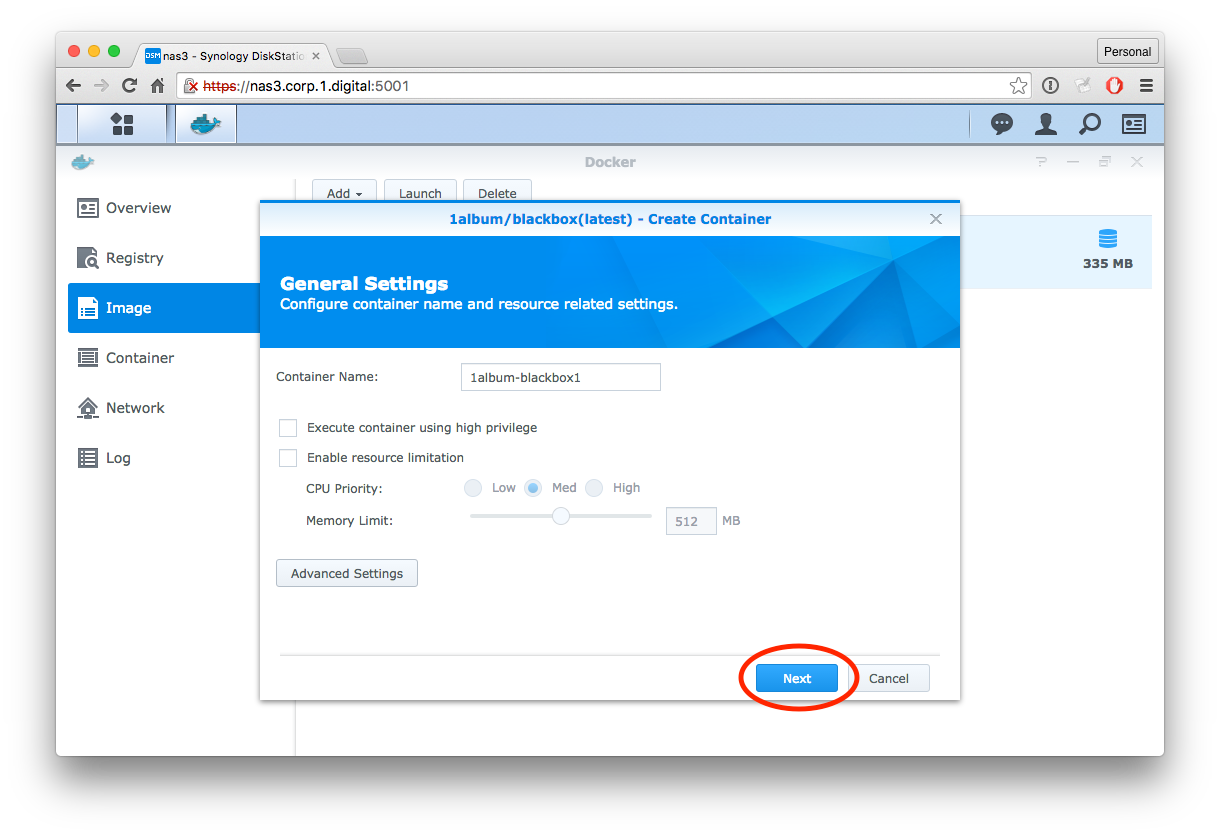 DSM nas3 - Synology DiskStatio
Personal
https://nas3.corp.1.digital:5001
Docker
Overview
Registry
Image
Container
Network
Log
Add Launch Delete
335 MB
1album/blackbox(latest) - Create Container
General Settings
Configure container name and resource related settings.
Container Name: 1album-blackbox1
Execute container using high privilege
Enable resource limitation
CPU Priority: Low Med High
Memory Limit: 512 MB
Advanced Settings
Next Cancel